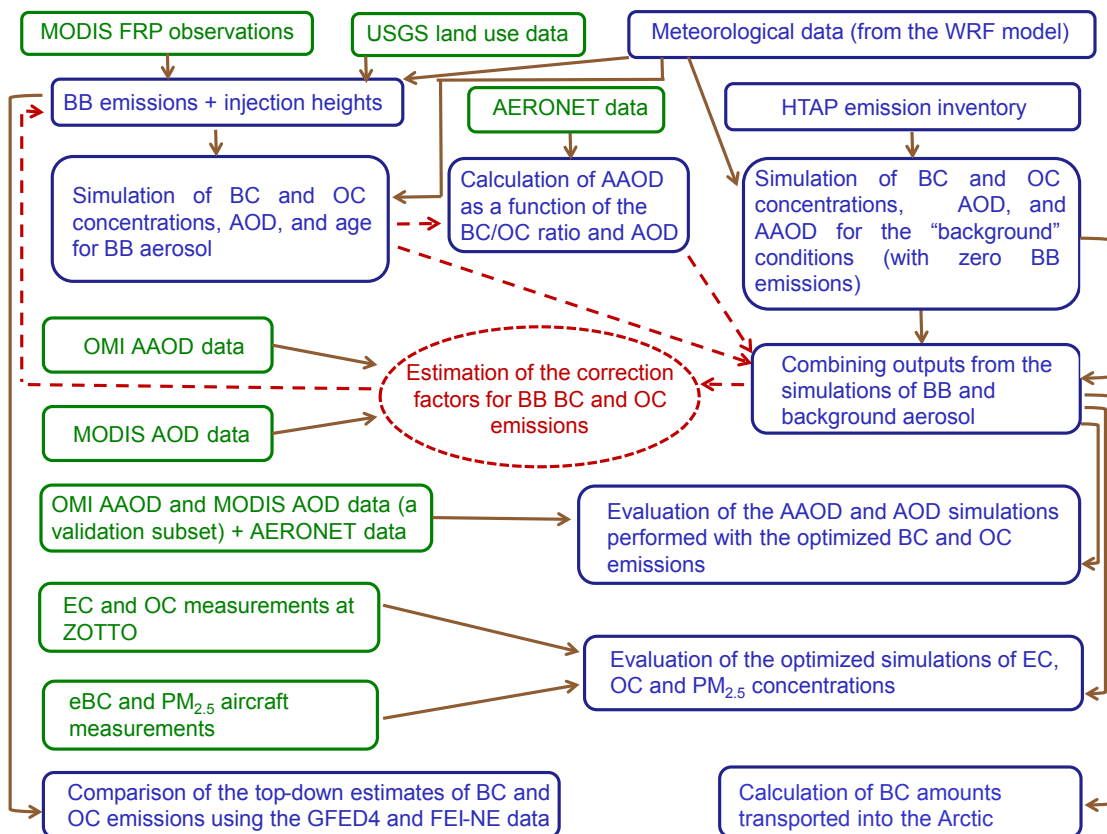 MODIS FRP observations
USGS land use data
Meteorological data (from the WRF model)
BB emissions + injection heights
AERONET data
HTAP emission inventory
Simulation of BC and OC
concentrations, AOD, and age
for BB aerosol
Calculation of AAOD
as a function of the
BC/OC ratio and AOD
Simulation of BC and OC
concentrations, AOD, and
AAOD for the “background”
conditions (with zero BB
emissions)
OMI AAOD data
MODIS AOD data
Estimation of the correction
factors for BB BC and OC
emissions
Combining outputs from the
simulations of BB and
background aerosol
OMI AAOD and MODIS AOD data (a
validation subset) + AERONET data
Evaluation of the AAOD and AOD simulations
performed with the optimized BC and OC
emissions
EC and OC measurements at
ZOTTO
eBC and PM2.5 aircraft
measurements
Evaluation of the optimized simulations of EC,
OC and PM2.5 concentrations
Comparison of the top-down estimates of BC and
OC emissions using the GFED4 and FEI-NE data
Calculation of BC amounts
transported into the Arctic